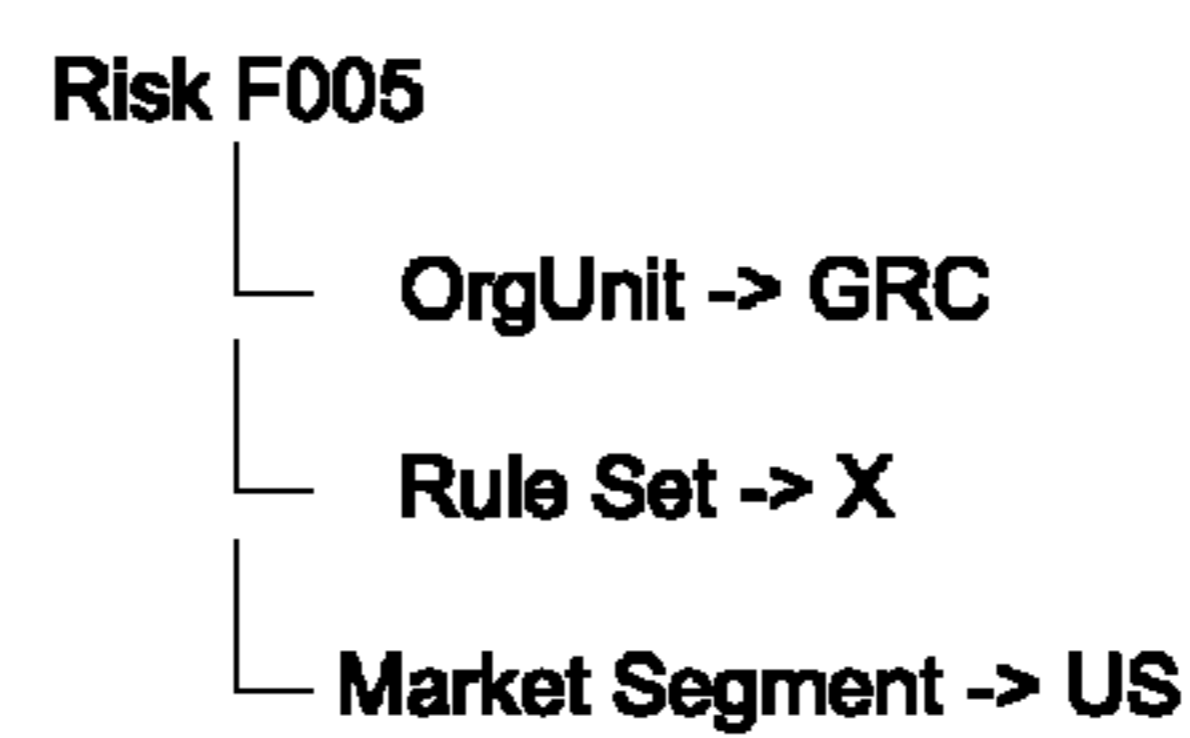 Risk F005
OrgUnit -> GRC
Rule Set -> X
Market Segment -> US